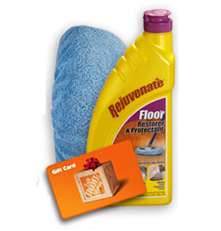 Rejuvenate
Floor
Restorer
& Protectant
Gift Card